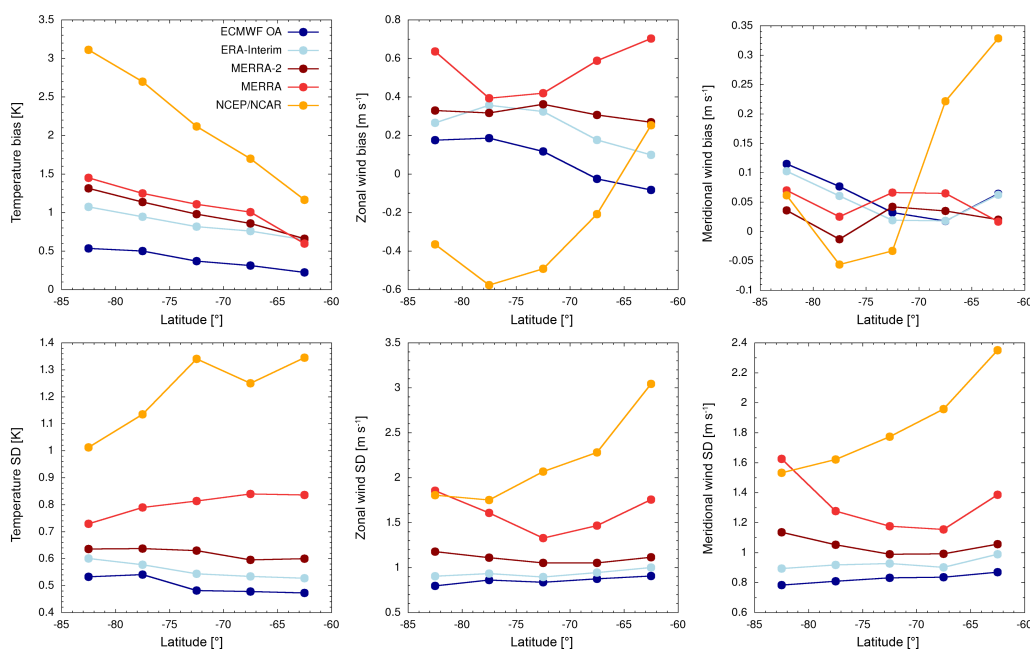 Temperature bias [K]
3.5
3
2.5
2
1.5
1
0.5
0
ECMWF OA
ERA-Interim
MERRA-2
MERRA
NCEP/NCAR
-85 -80 -75 -70 -65 -60
Latitude [°]
Zonal wind bias [m s⁻¹]
0.8
0.6
0.4
0.2
0
-0.2
-0.4
-0.6
-85 -80 -75 -70 -65 -60
Latitude [°]
Meridional wind bias [m s⁻¹]
0.35
0.3
0.25
0.2
0.15
0.1
0.05
0
-0.05
-0.1
-85 -80 -75 -70 -65 -60
Latitude [°]
Temperature SD [K]
1.4
1.3
1.2
1.1
1
0.9
0.8
0.7
0.6
0.5
0.4
-85 -80 -75 -70 -65 -60
Latitude [°]
Zonal wind SD [m s⁻¹]
3.5
3
2.5
2
1.5
1
0.5
-85 -80 -75 -70 -65 -60
Latitude [°]
Meridional wind SD [m s⁻¹]
2.4
2.2
2
1.8
1.6
1.4
1.2
1
0.8
0.6
-85 -80 -75 -70 -65 -60
Latitude [°]